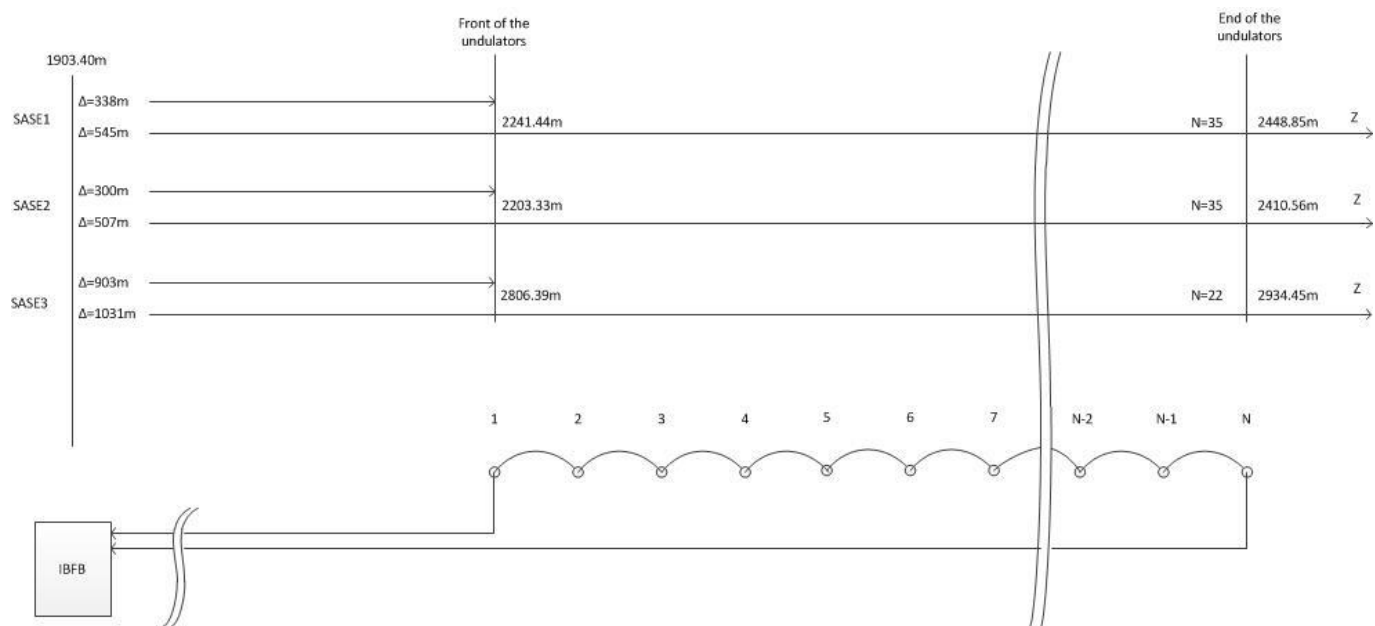 Front of the
undulators
End of the
undulators
1903.40m
SASE1
Δ=338m
Δ=545m
2241.44m
N=35
2448.85m
Z
SASE2
Δ=300m
Δ=507m
2203.33m
N=35
2410.56m
Z
SASE3
Δ=903m
Δ=1031m
2806.39m
N=22
2934.45m
Z
1 2 3 4 5 6 7 N-2 N-1 N
IBFB